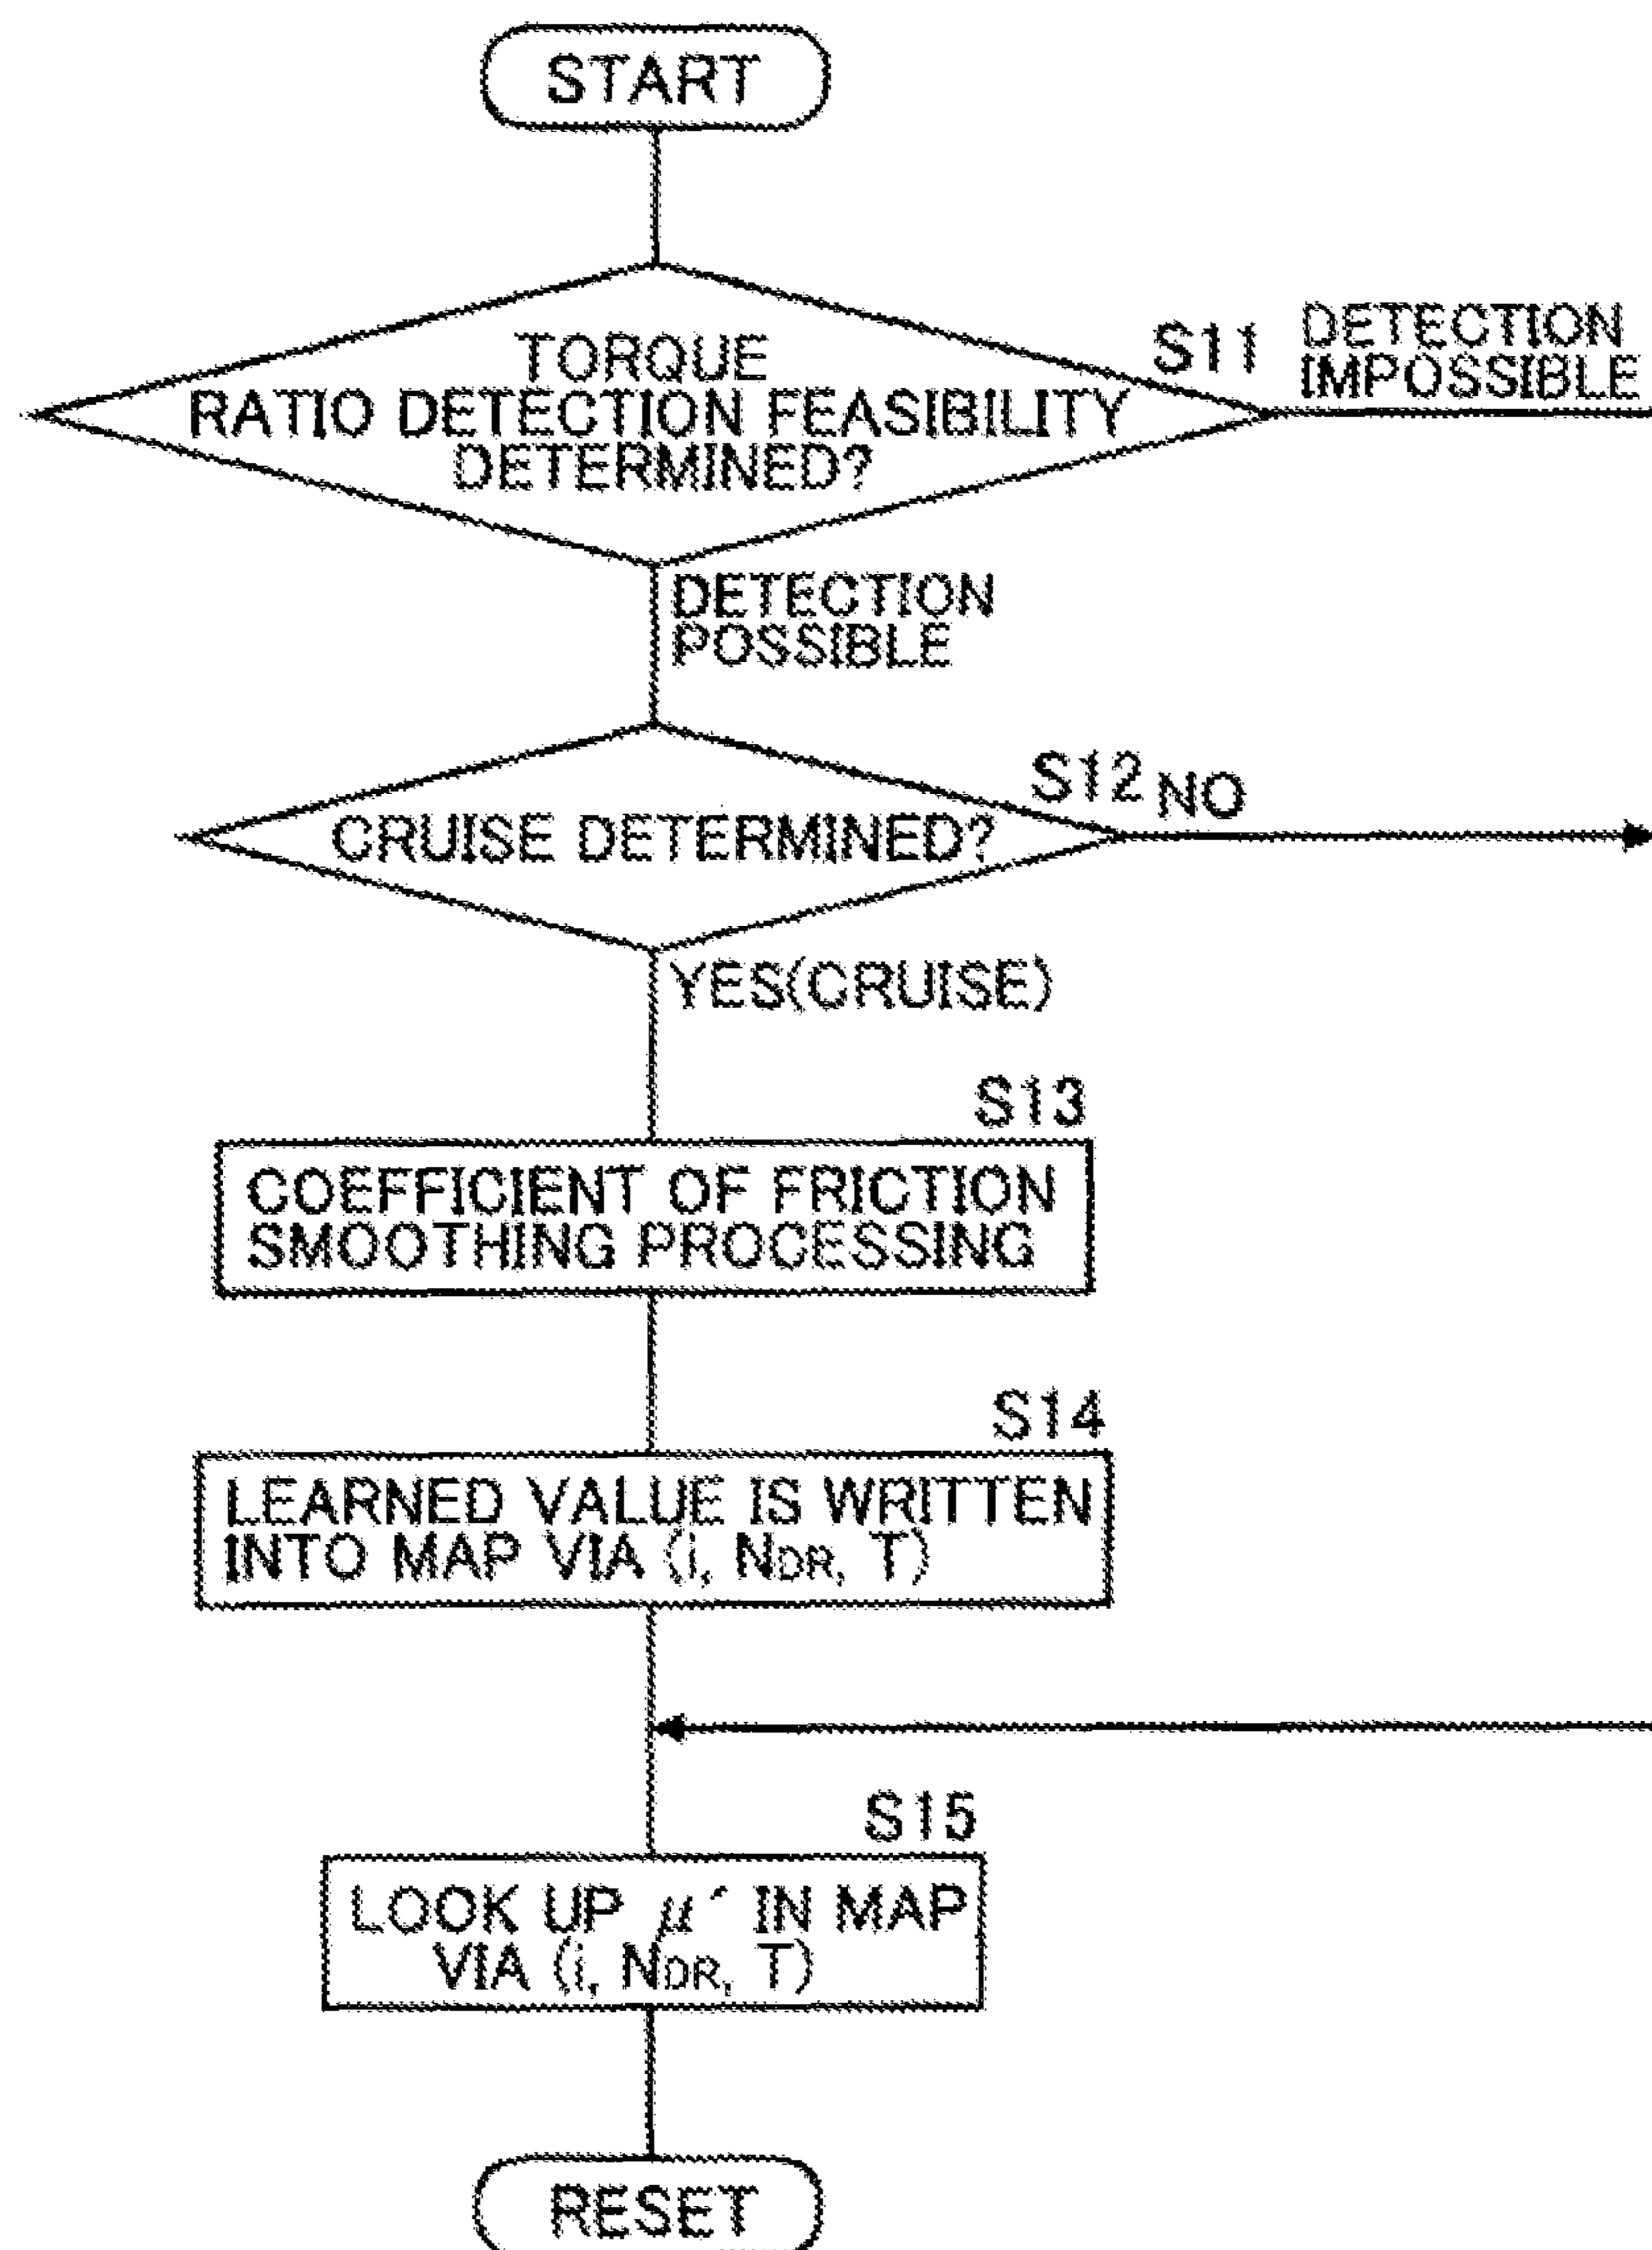 START
TORQUE
RATIO DETECTION FEASIBILITY
DETERMINED?
S11
DETECTION
IMPOSSIBLE
DETECTION
POSSIBLE
CRUISE DETERMINED?
S12
NO
YES(CRUISE)
S13
COEFFICIENT OF FRICTION
SMOOTHING PROCESSING
S14
LEARNED VALUE IS WRITTEN
INTO MAP VIA (i, NDR, T)
S15
LOOK UP μ´ IN MAP
VIA (i, NDR, T)
RESET